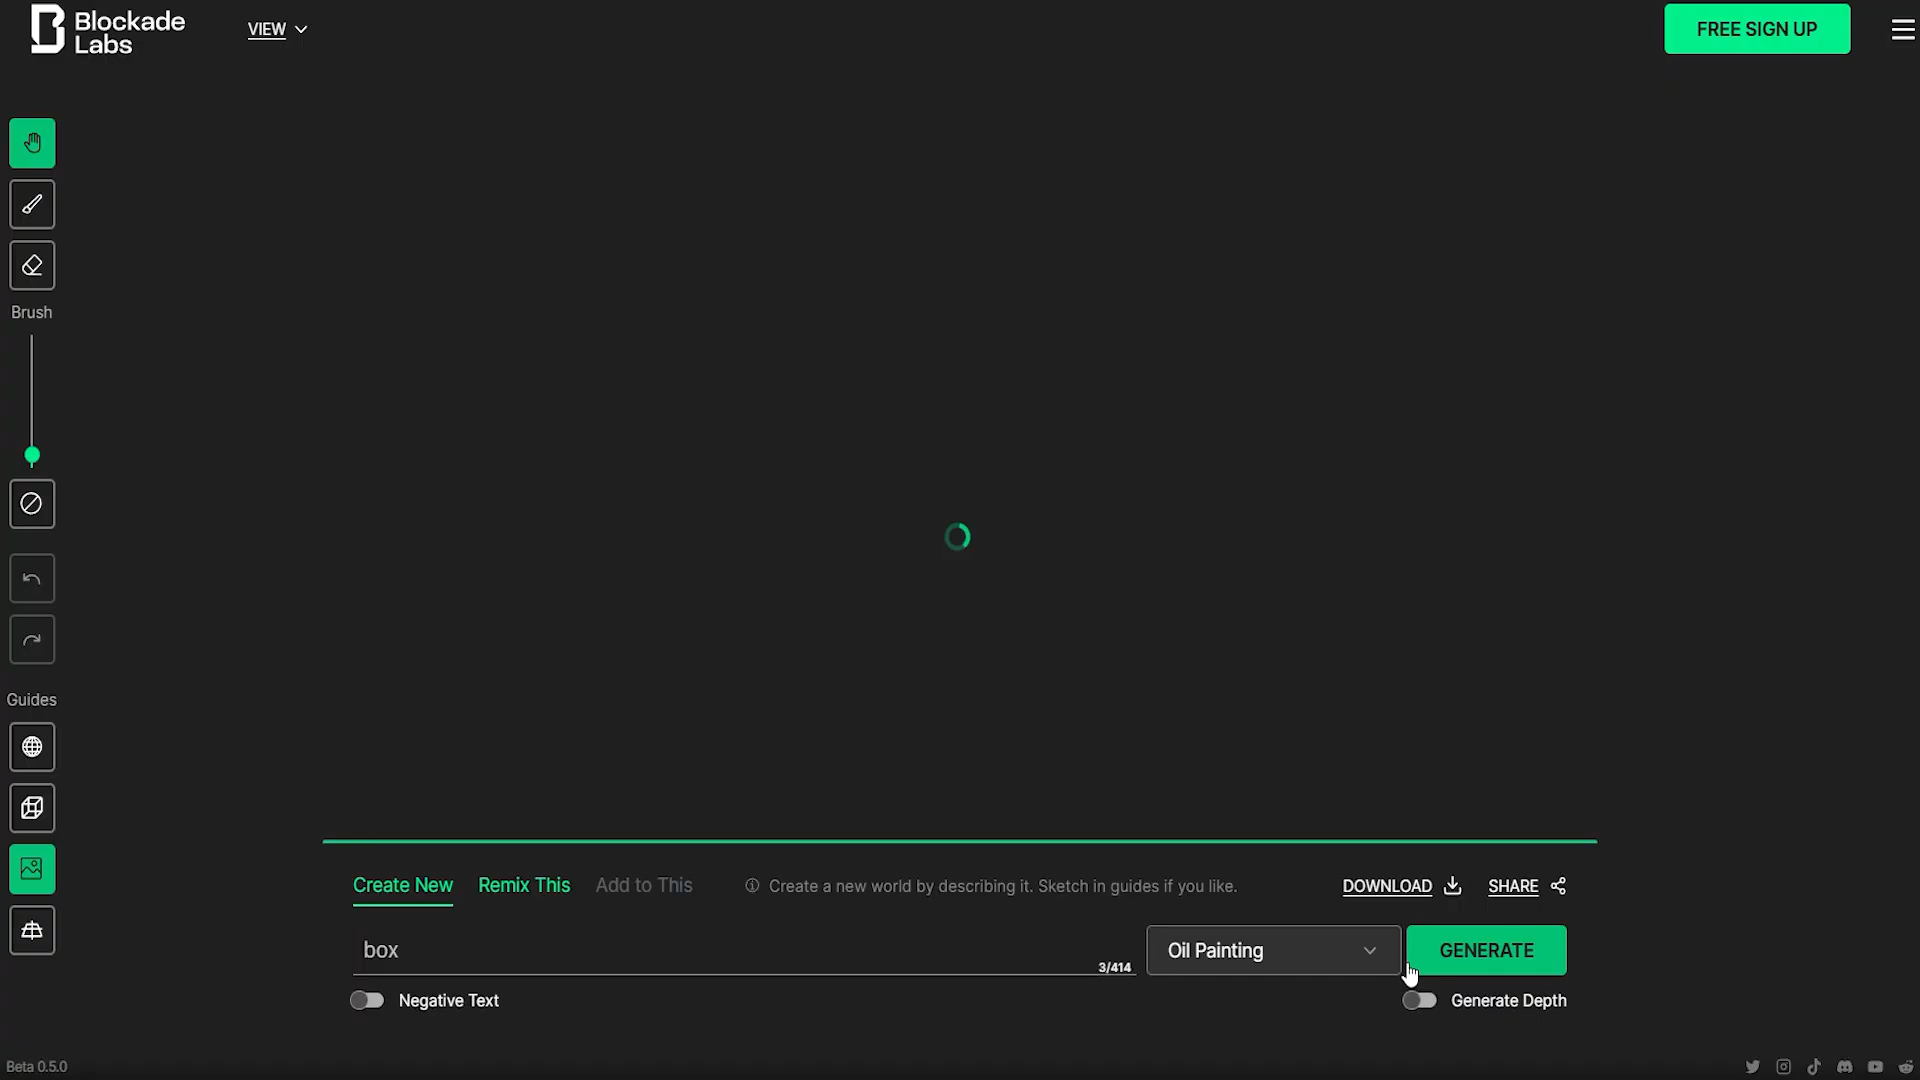 Blockade
Labs
VIEW
FREE SIGN UP
Brush
Guides
Create New
Remix This
Add to This
Create a new world by describing it. Sketch in guides if you like.
DOWNLOAD
SHARE
box
3/414
Oil Painting
GENERATE
Negative Text
Generate Depth
Beta 0.5.0